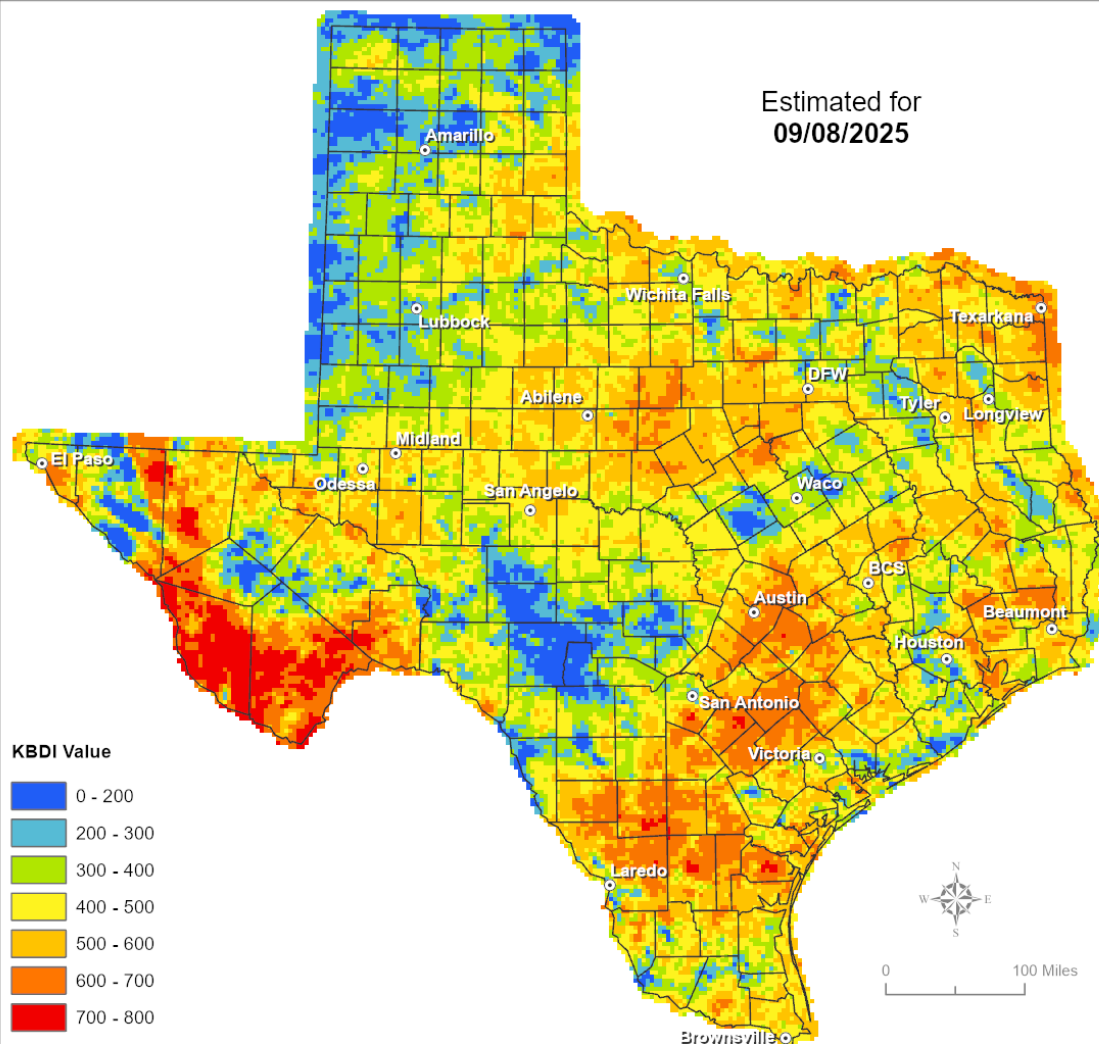 Estimated for
09/08/2025
Amarillo
Wichita Falls
Texarkana
Lubbock
DFW
Abilene
Tyler
Longview
Midland
El Paso
Odessa
San Angelo
Waco
BCS
Austin
Beaumont
Houston
San Antonio
Victoria
KBDI Value
0 - 200
200 - 300
300 - 400
400 - 500
500 - 600
600 - 700
700 - 800
Laredo
N
W E
S
0 100 Miles
Brownsville